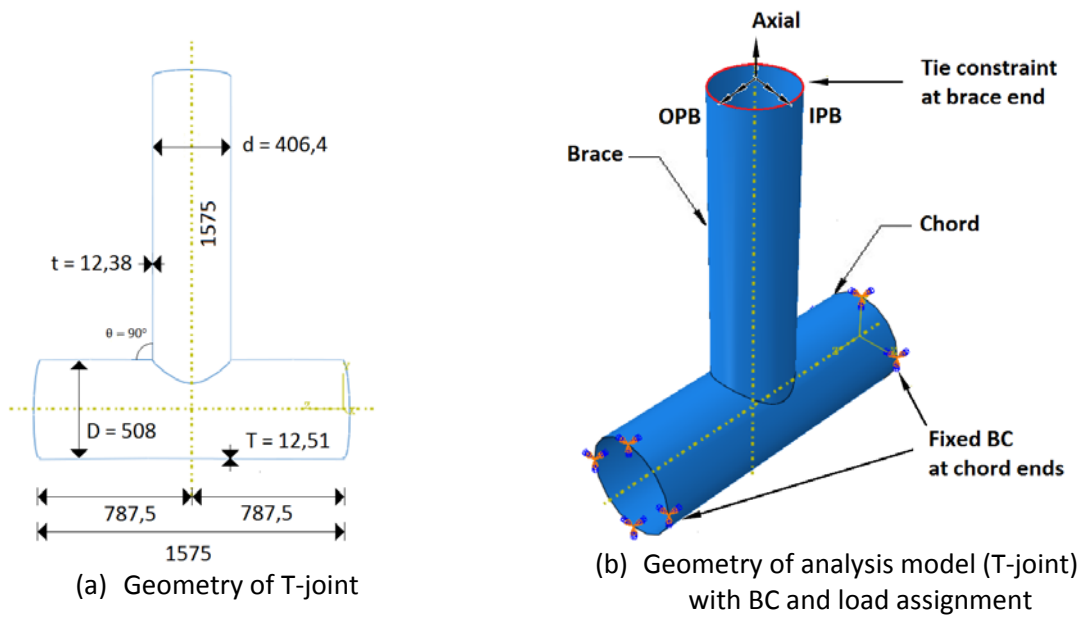 d = 406,4
1575
t = 12,38
θ = 90°
D = 508
T = 12,51
787,5
787,5
1575
(a) Geometry of T-joint
Axial
Tie constraint
at brace end
OPB
IPB
Brace
Chord
Fixed BC
at chord ends
(b) Geometry of analysis model (T-joint)
with BC and load assignment